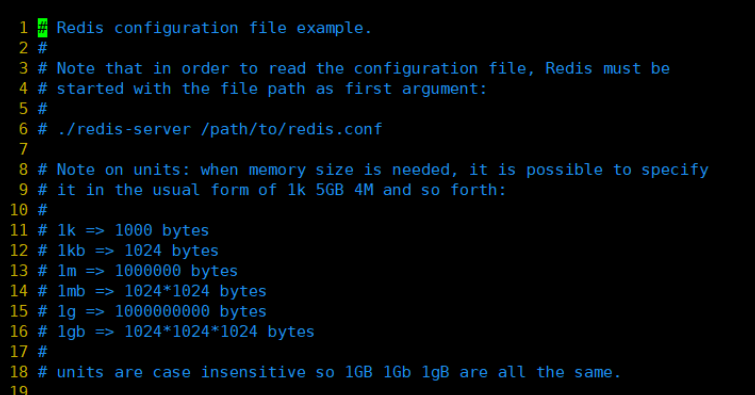 1 # Redis configuration file example.
2 #
3 # Note that in order to read the configuration file, Redis must be
4 # started with the file path as first argument:
5 #
6 # ./redis-server /path/to/redis.conf
7
8 # Note on units: when memory size is needed, it is possible to specify
9 # it in the usual form of 1k 5GB 4M and so forth:
10 #
11 # 1k => 1000 bytes
12 # 1kb => 1024 bytes
13 # 1m => 1000000 bytes
14 # 1mb => 1024*1024 bytes
15 # 1g => 1000000000 bytes
16 # 1gb => 1024*1024*1024 bytes
17 #
18 # units are case insensitive so 1GB 1Gb 1gB are all the same.
19